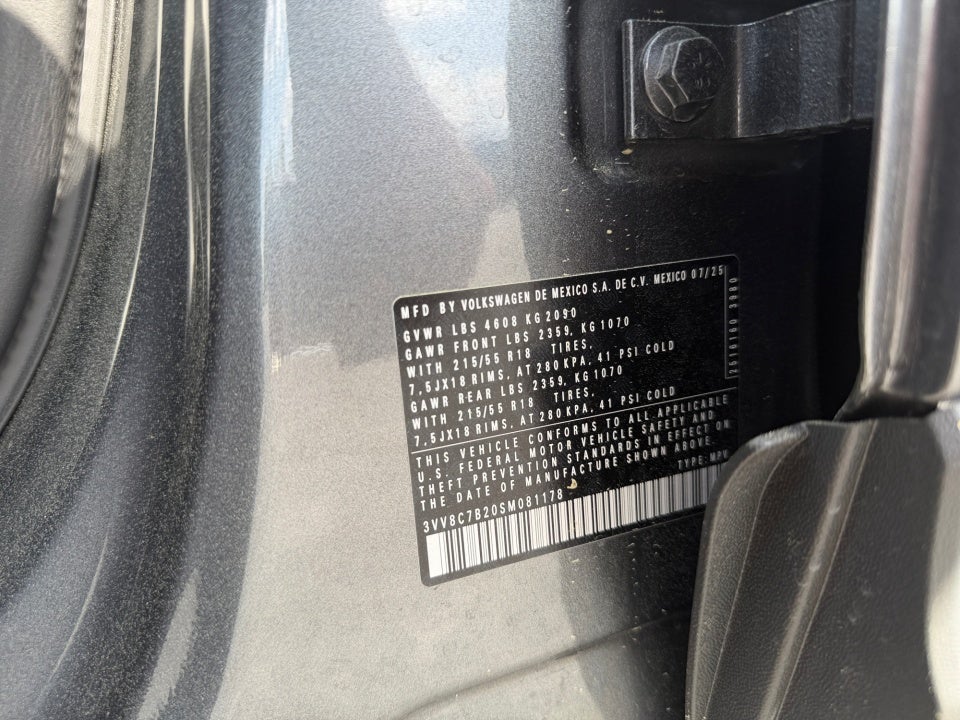 MFD BY VOLKSWAGEN DE MEXICO S.A. DE C.V. MEXICO 07/25
GVWR LBS 4608 KG 2090
GAWR FRONT LBS 2359, KG 1070
WITH 215/55 R18 TIRES,
7,5JX18 RIMS, AT 280 KPA, 41 PSI COLD
GAWR REAR LBS 2359, KG 1070
WITH 215/55 R18 TIRES,
7,5JX18 RIMS, AT 280 KPA, 41 PSI COLD
THIS VEHICLE CONFORMS TO ALL APPLICABLE
U.S. FEDERAL MOTOR VEHICLE SAFETY AND
THEFT PREVENTION STANDARDS IN EFFECT ON
THE DATE OF MANUFACTURE SHOWN ABOVE.
TYPE: MPV
3VV8C7B20SM081178